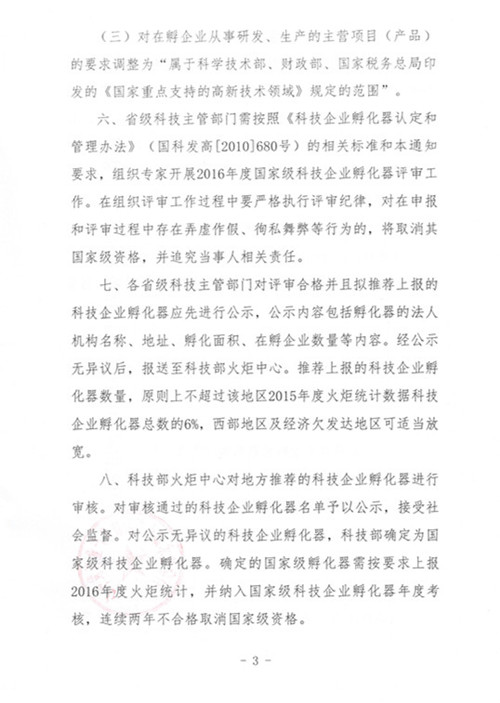 （三）对在孵企业从事研发、生产的主营项目（产品）
的要求调整为“属于科学技术部、财政部、国家税务总局印
发的《国家重点支持的高新技术领域》规定的范围”。
六、省级科技主管部门需按照《科技企业孵化器认定和
管理办法》（国科发高[2010]680号）的相关标准和本通知
要求，组织专家开展2016年度国家级科技企业孵化器评审工
作。在组织评审工作过程中要严格执行评审纪律，对在申报
和评审过程中存在弄虚作假、徇私舞弊等行为的，将取消其
国家级资格，并追究当事人相关责任。
七、各省级科技主管部门对评审合格并且拟推荐上报的
科技企业孵化器应先进行公示，公示内容包括孵化器的法人
机构名称、地址、孵化面积、在孵企业数量等内容。经公示
无异议后，报送至科技部火炬中心。推荐上报的科技企业孵
化器数量，原则上不超过该地区2015年度火炬统计数据科技
企业孵化器总数的6%，西部地区及经济欠发达地区可适当放
宽。
八、科技部火炬中心对地方推荐的科技企业孵化器进行
审核。对审核通过的科技企业孵化器名单予以公示，接受社
会监督。对公示无异议的科技企业孵化器，科技部确定为国
家级科技企业孵化器。确定的国家级孵化器需按要求上报
2016年度火炬统计，并纳入国家级科技企业孵化器年度考
核，连续两年不合格取消国家级资格。
- 3 -